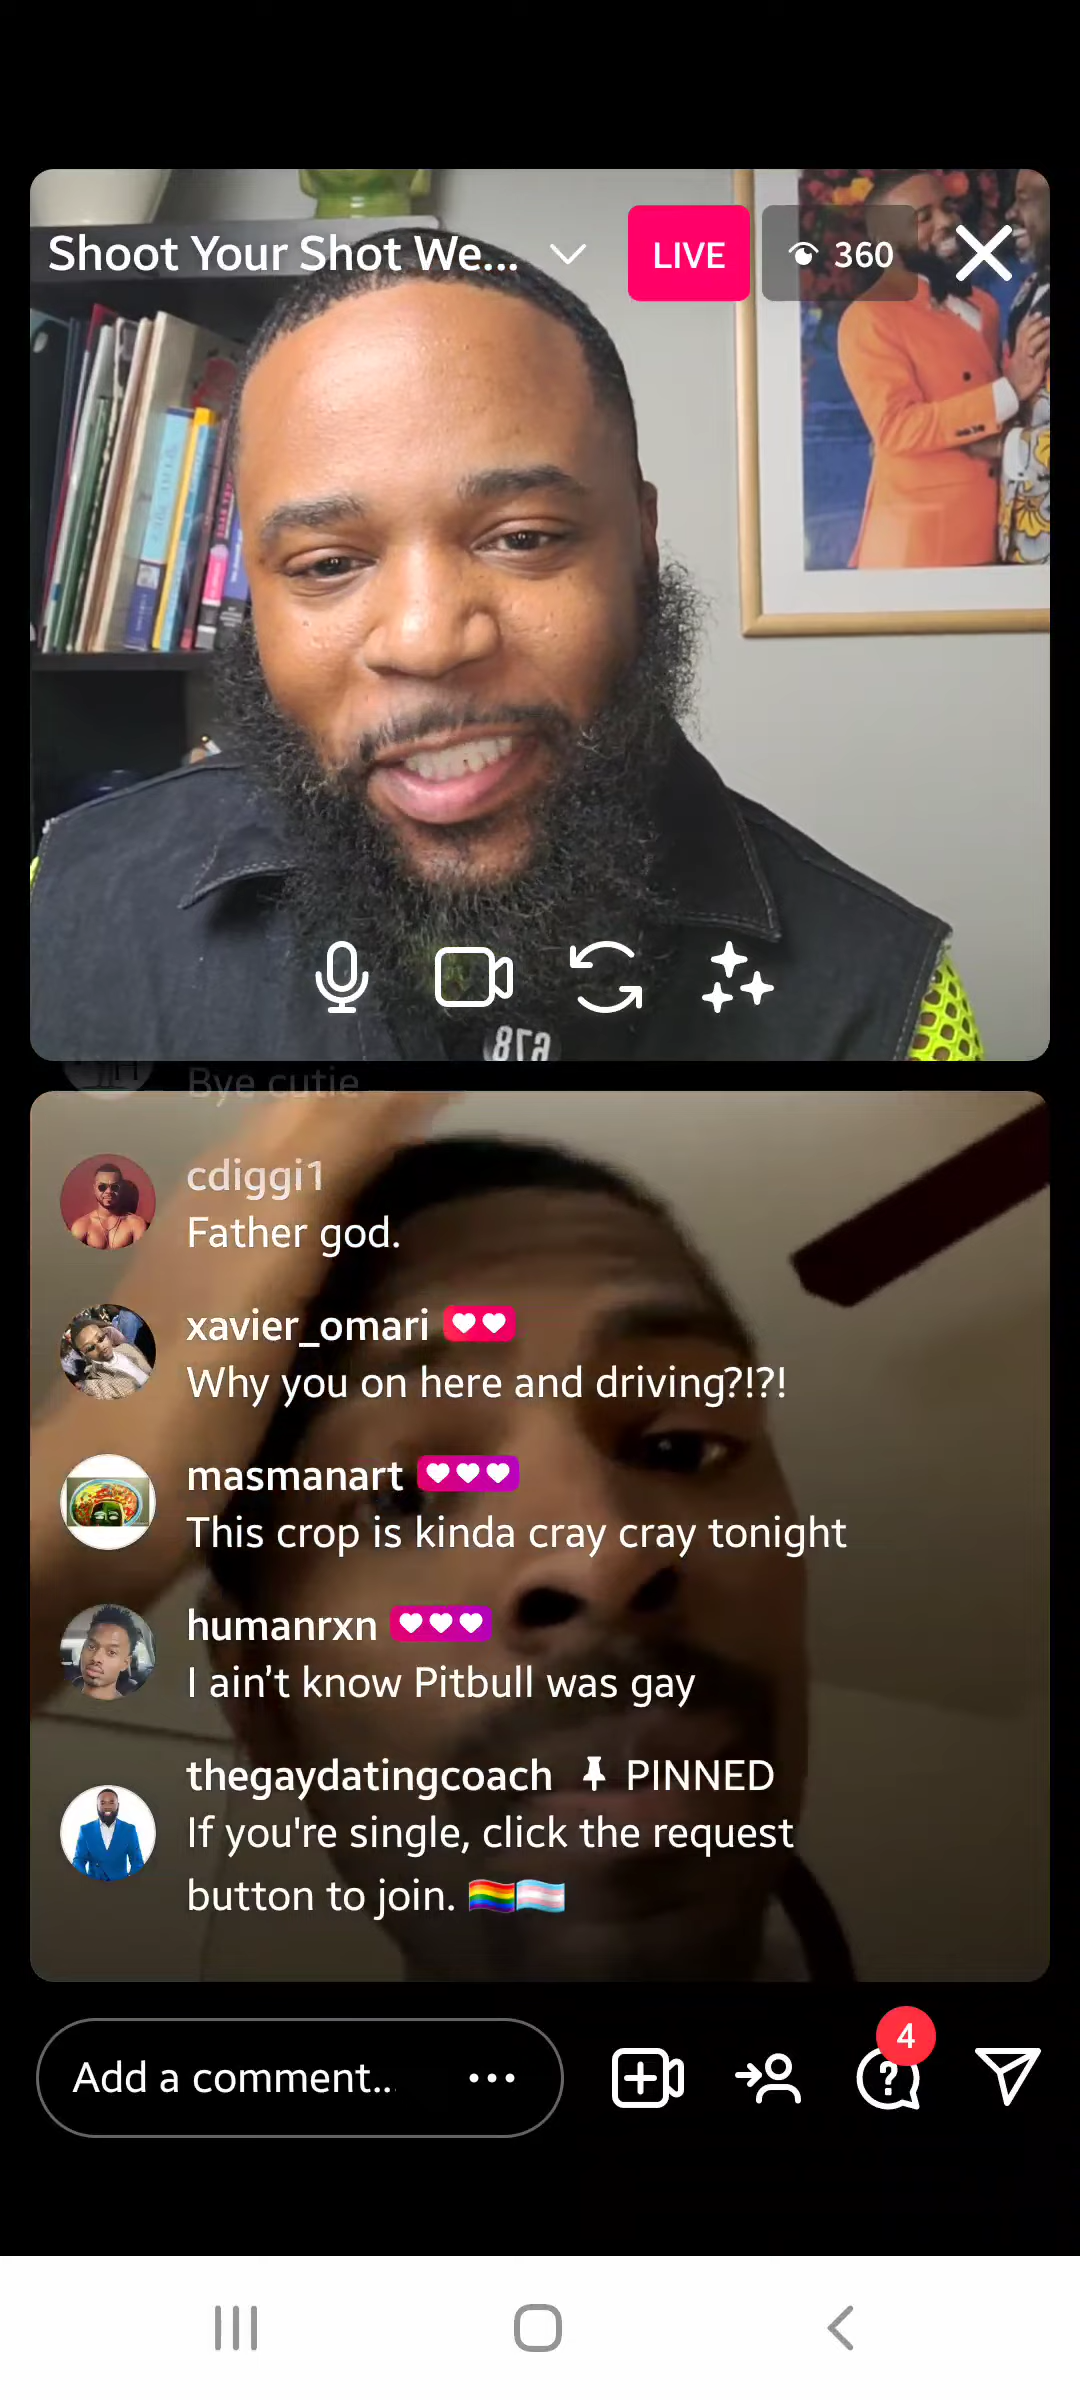 Shoot Your Shot We...
LIVE
360
Bye cutie
cdiggi1
Father god.
xavier_omari
Why you on here and driving?!?!
masmanart
This crop is kinda cray cray tonight
humanrxn
I ain't know Pitbull was gay
thegaydatingcoach PINNED
If you're single, click the request
button to join. 🏳️‍🌈🏳️‍⚧️
Add a comment...
4